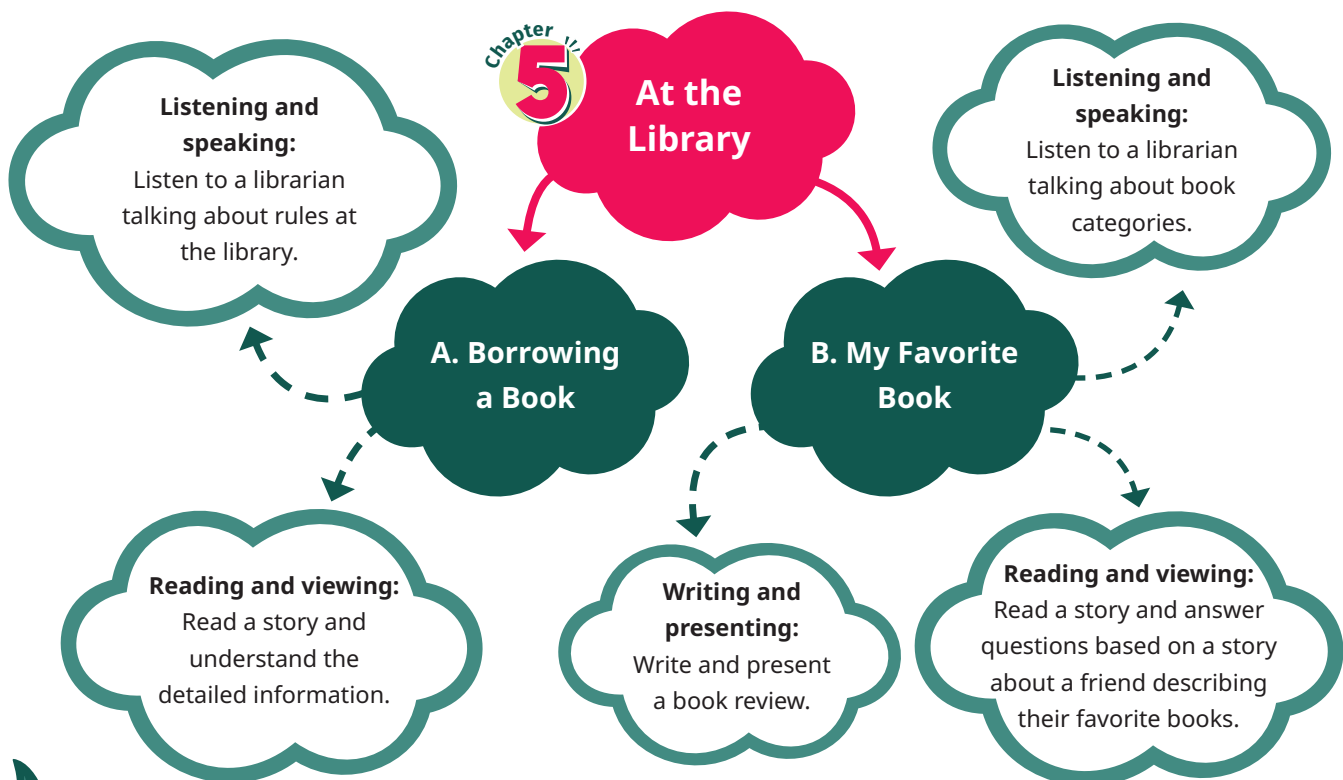 Chapter
5
At the
Library
Listening and
speaking:
Listen to a librarian
talking about rules at
the library.
Listening and
speaking:
Listen to a librarian
talking about book
categories.
A. Borrowing
a Book
B. My Favorite
Book
Reading and viewing:
Read a story and
understand the
detailed information.
Writing and
presenting:
Write and present
a book review.
Reading and viewing:
Read a story and answer
questions based on a story
about a friend describing
their favorite books.